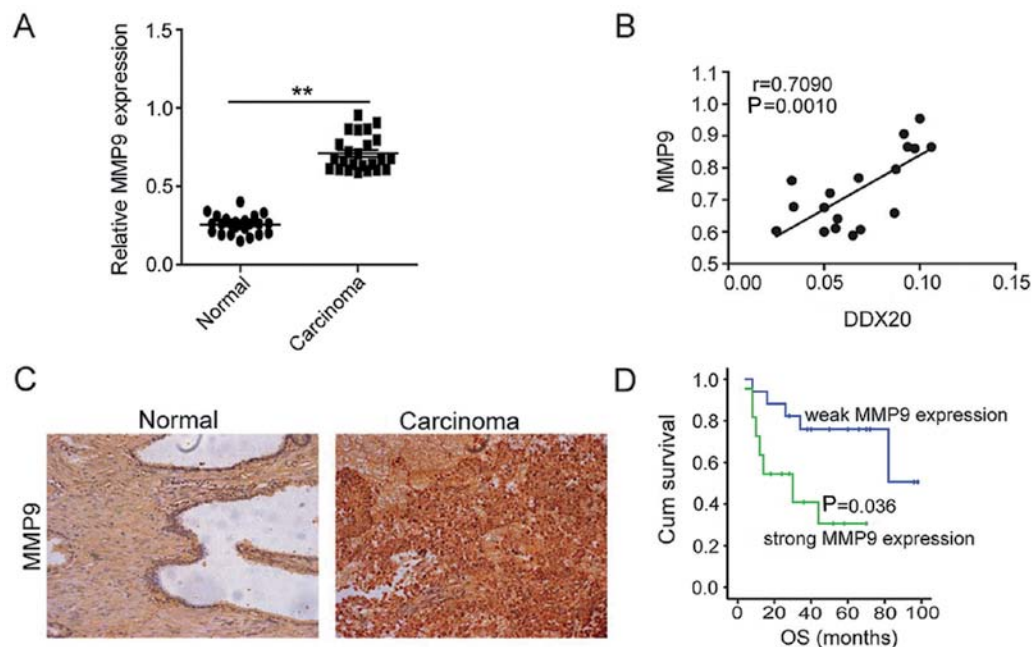 A
Relative MMP9 expression
1.5
1.0
0.5
0.0
**
Normal
Carcinoma
B
MMP9
1.1
1.0
0.9
0.8
0.7
0.6
0.5
r=0.7090
P=0.0010
0.00
0.05
0.10
0.15
DDX20
C
Normal
Carcinoma
MMP9
D
Cum survival
1.0
0.8
0.6
0.4
0.2
0.0
weak MMP9 expression
P=0.036
strong MMP9 expression
0 20 40 60 80 100
OS (months)